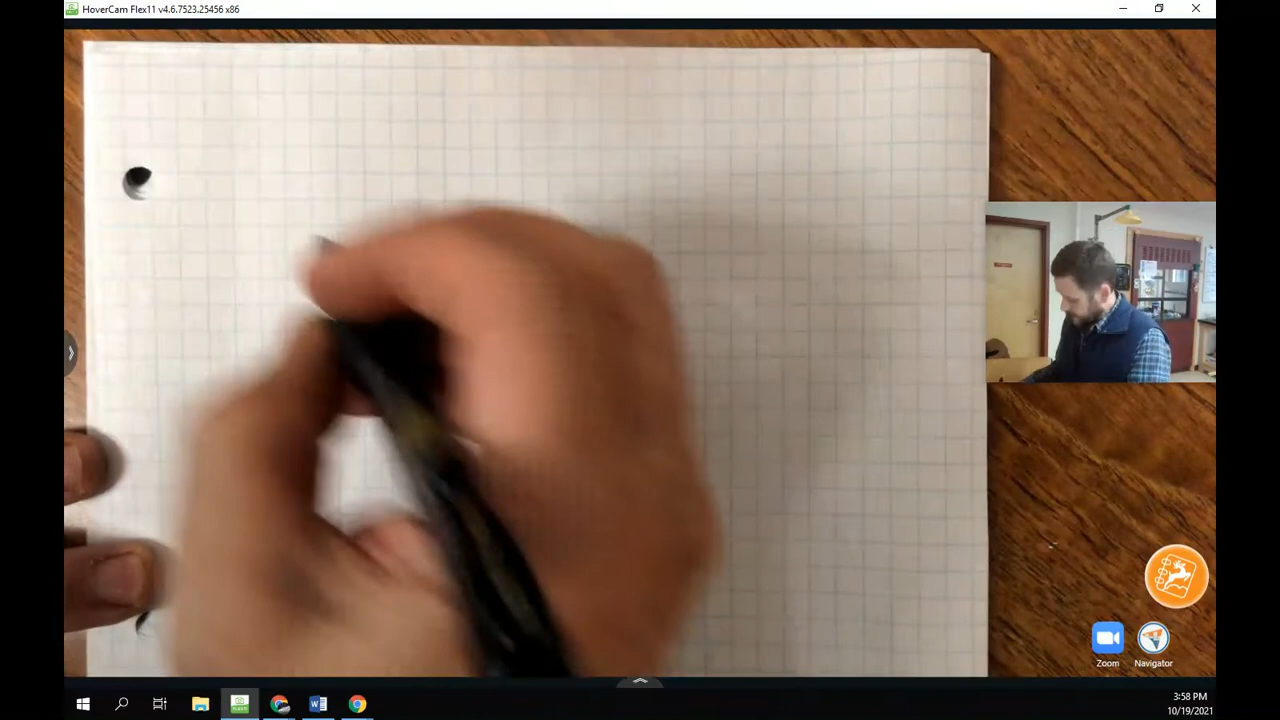 HoverCam Flex11 v4.6.7523.25456 x86
Zoom
Navigator
3:58 PM
10/19/2021